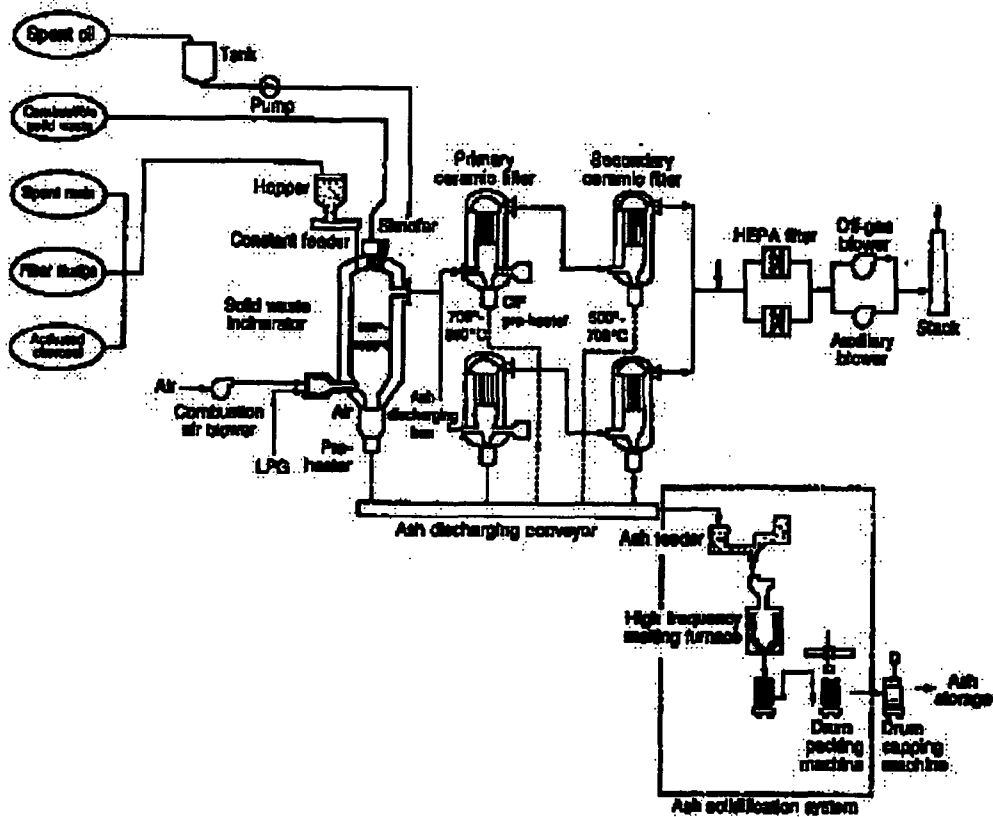 Spent oil
Tank
Pump
Combustible
solid waste
Spent resin
Filter sludge
Activated
charcoal
Hopper
Constant feeder
Primary
ceramic filter
Secondary
ceramic filter
HEPA filter
Off-gas
blower
Auxiliary
blower
Stack
Solid waste
incinerator
pre-heater
Air
Combustion
air blower
LPG
Air
Pre-
heater
Ash
discharging
box
Ash discharging conveyor
Ash feeder
High frequency
melting furnace
Drum
packing
machine
Drum
capping
machine
Ash
storage
Ash solidification system